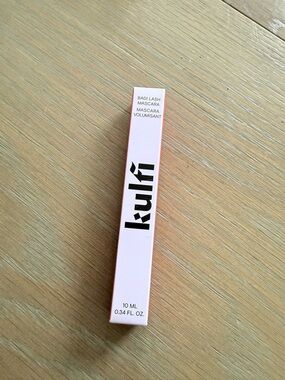 BADI LASH
MASCARA
MASCARA
VOLUMISANT
kulfi
10 ML
0.34 FL. OZ.